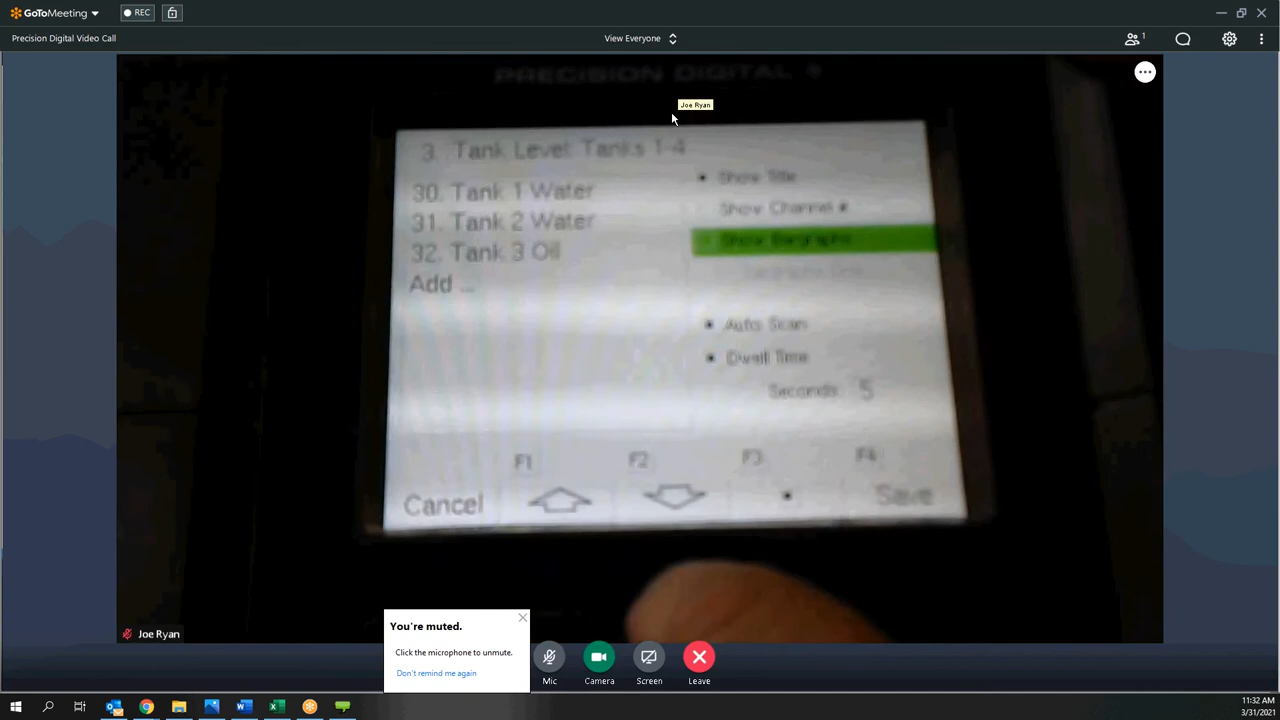 GoToMeeting
REC
Precision Digital Video Call
View Everyone
1
PRECISION DIGITAL
Joe Ryan
3. Tank Level: Tanks 1-4
30. Tank 1 Water
31. Tank 2 Water
32. Tank 3 Oil
Add ...
Show Title
Show Channel #
Show Bargraphs
Auto Scan
Dwell Time
Seconds: 5
F1 F2 F3 F4
Cancel
Save
Joe Ryan
You're muted.
Click the microphone to unmute.
Don't remind me again
Mic
Camera
Screen
Leave
11:32 AM
3/31/2021